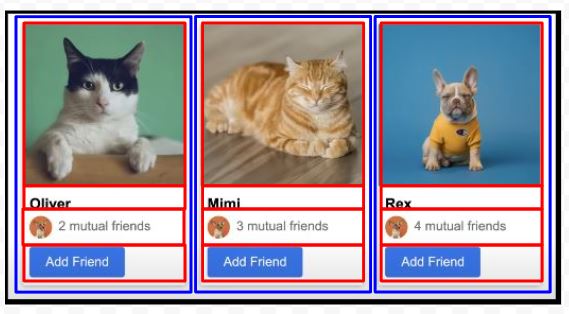 Oliver
2 mutual friends
Add Friend
Mimi
3 mutual friends
Add Friend
Rex
4 mutual friends
Add Friend